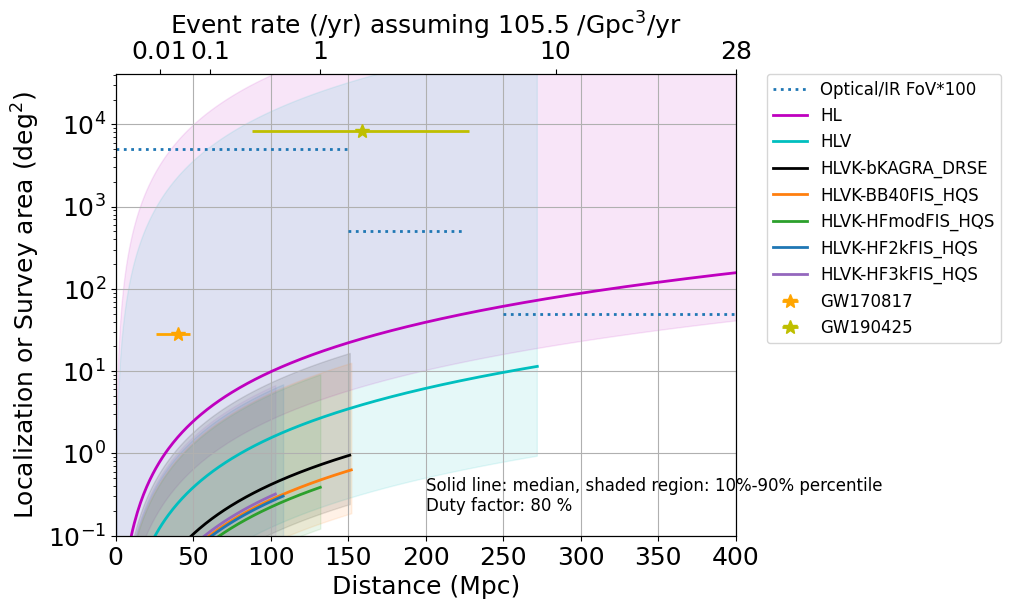 Event rate (/yr) assuming 105.5 /Gpc³/yr
0.01 0.1 1 10 28
Localization or Survey area (deg²)
10⁴
10³
10²
10¹
10⁰
10⁻¹
Solid line: median, shaded region: 10%-90% percentile
Duty factor: 80 %
0 50 100 150 200 250 300 350 400
Distance (Mpc)
Optical/IR FoV*100
HL
HLV
HLVK-bKAGRA_DRSE
HLVK-BB40FIS_HQS
HLVK-HFmodFIS_HQS
HLVK-HF2kFIS_HQS
HLVK-HF3kFIS_HQS
GW170817
GW190425